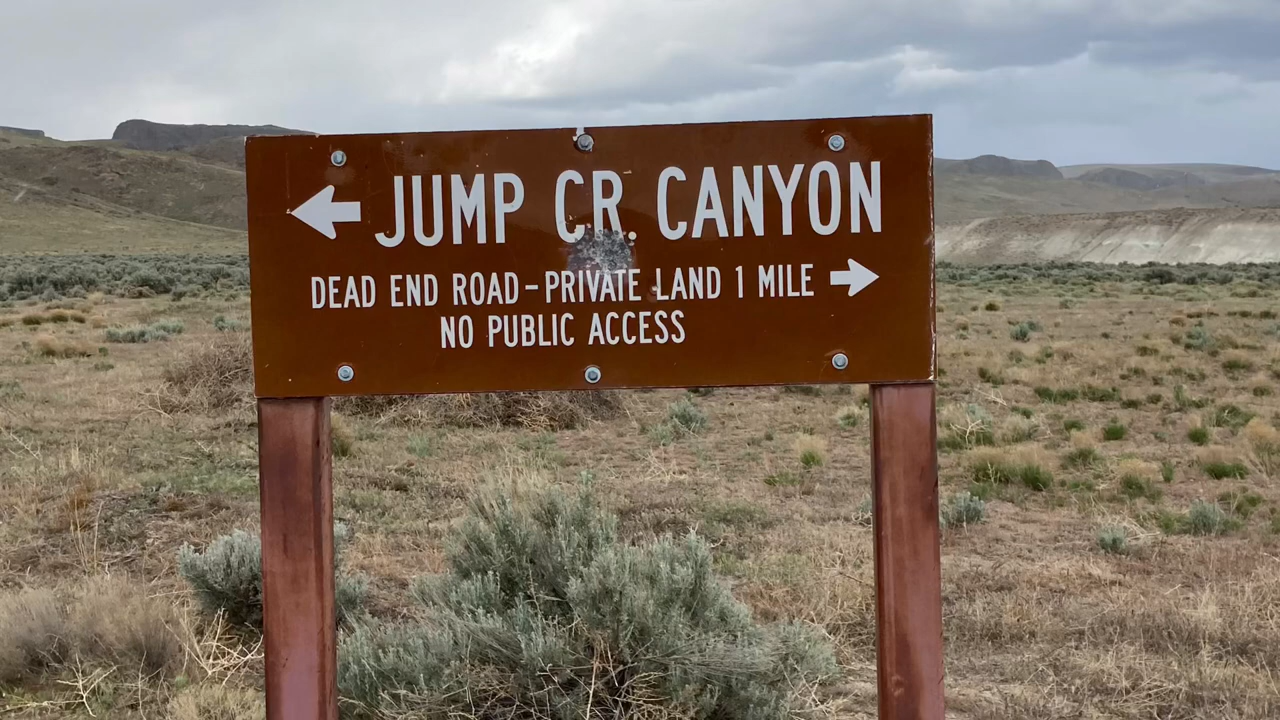 JUMP CR. CANYON
DEAD END ROAD-PRIVATE LAND 1 MILE
NO PUBLIC ACCESS